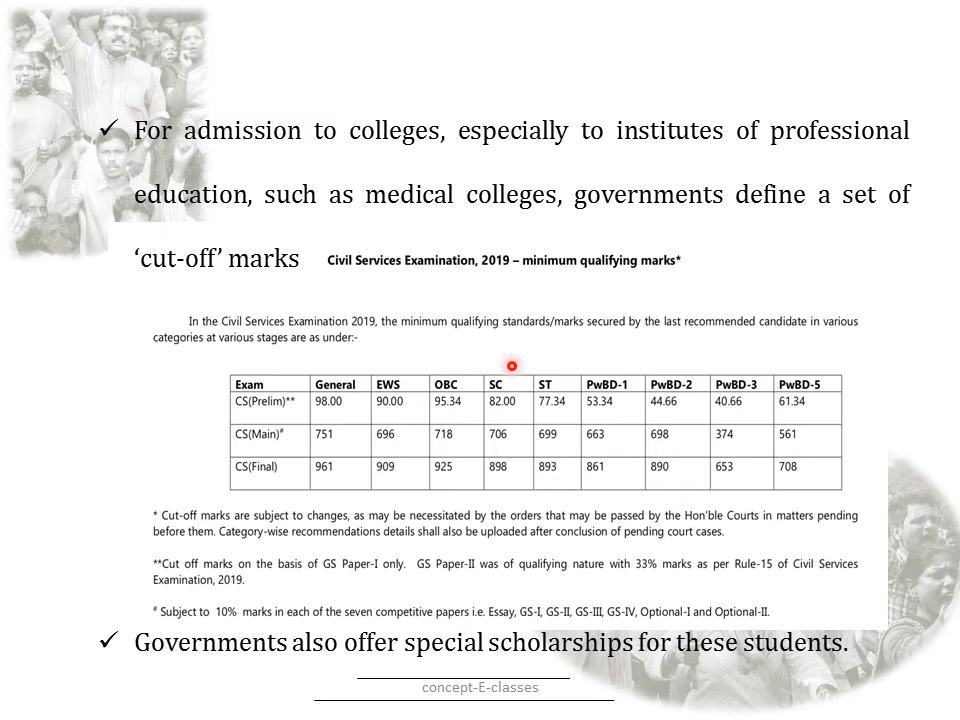 ✓ For admission to colleges, especially to institutes of professional
education, such as medical colleges, governments define a set of
‘cut-off’ marks
Civil Services Examination, 2019 – minimum qualifying marks*
In the Civil Services Examination 2019, the minimum qualifying standards/marks secured by the last recommended candidate in various
categories at various stages are as under:-
Exam General EWS OBC SC ST PwBD-1 PwBD-2 PwBD-3 PwBD-5
CS(Prelim)** 98.00 90.00 95.34 82.00 77.34 53.34 44.66 40.66 61.34
CS(Main)# 751 696 718 706 699 663 698 374 561
CS(Final) 961 909 925 898 893 861 890 653 708
* Cut-off marks are subject to changes, as may be necessitated by the orders that may be passed by the Hon’ble Courts in matters pending
before them. Category-wise recommendations details shall also be uploaded after conclusion of pending court cases.
**Cut off marks on the basis of GS Paper-I only. GS Paper-II was of qualifying nature with 33% marks as per Rule-15 of Civil Services
Examination, 2019.
# Subject to 10% marks in each of the seven competitive papers i.e. Essay, GS-I, GS-II, GS-III, GS-IV, Optional-I and Optional-II.
✓ Governments also offer special scholarships for these students.
concept-E-classes